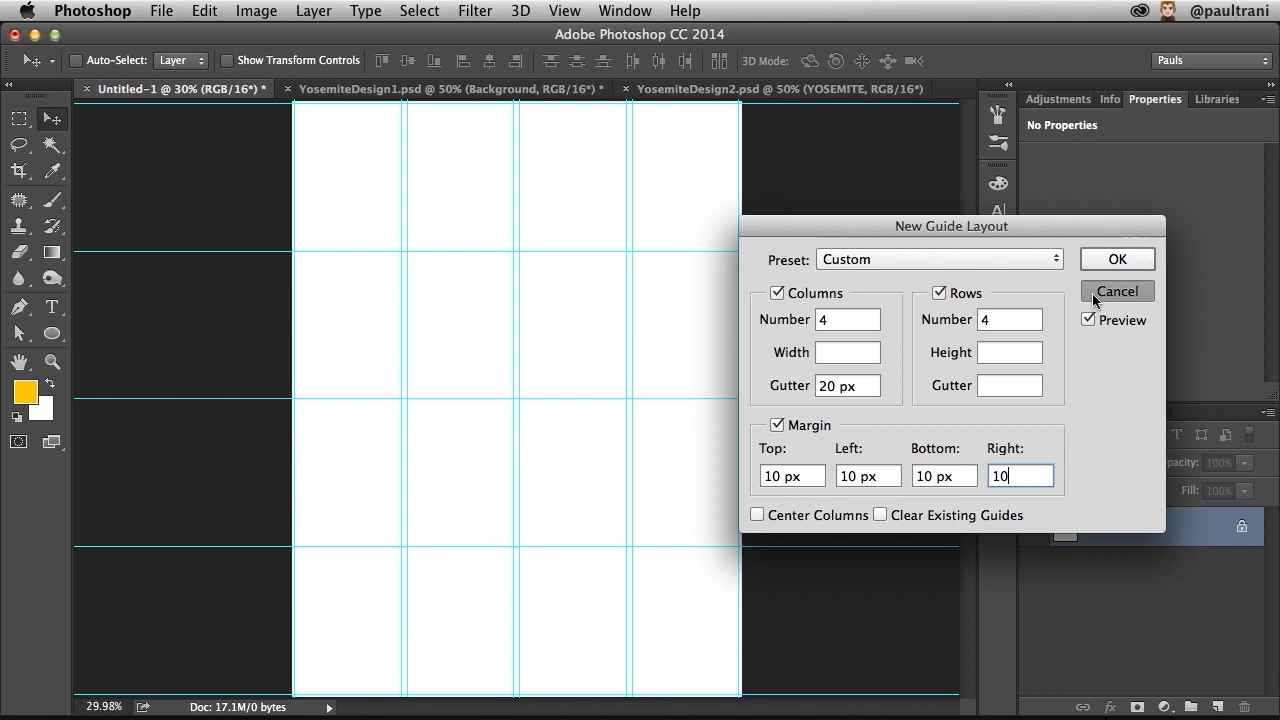 Photoshop File Edit Image Layer Type Select Filter 3D View Window Help @paultrani
Adobe Photoshop CC 2014
Auto-Select: Layer Show Transform Controls 3D Mode: Pauls
× Untitled-1 @ 30% (RGB/16*) * × YosemiteDesign1.psd @ 50% (Background, RGB/16*) * × YosemiteDesign2.psd @ 50% (YOSEMITE, RGB/16*)
Adjustments Info Properties Libraries
No Properties
New Guide Layout
Preset: Custom OK
Cancel
Columns Rows
Number 4 Number 4 Preview
Width Height
Gutter 20 px Gutter
Margin
Top: Left: Bottom: Right:
10 px 10 px 10 px 10
Center Columns Clear Existing Guides
pacity: 100%
Fill: 100%
29.98% Doc: 17.1M/0 bytes